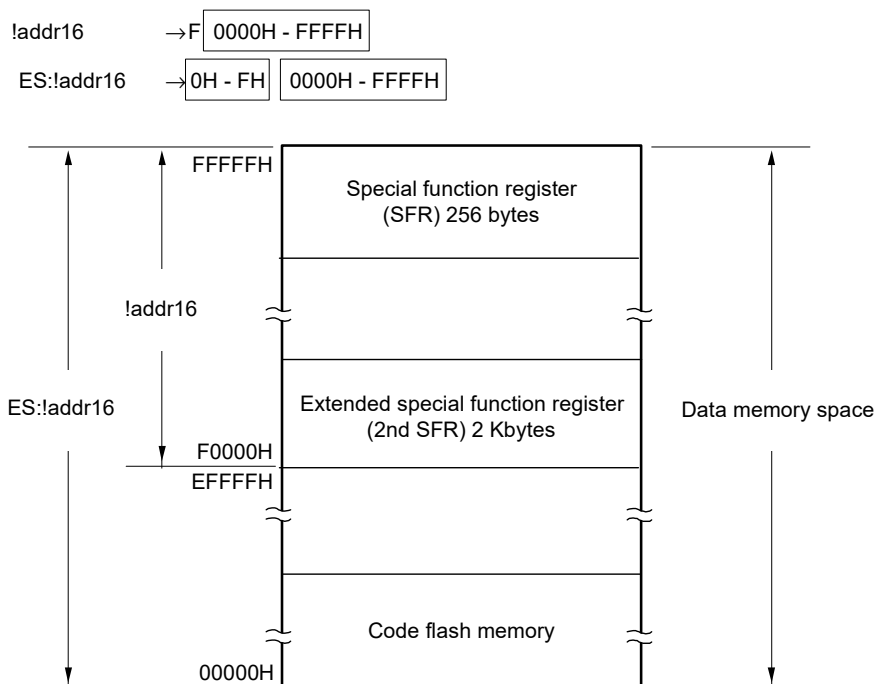 !addr16 →F 0000H - FFFFH
ES:!addr16 →0H - FH 0000H - FFFFH
FFFFFH
Special function register
(SFR) 256 bytes
!addr16
Extended special function register
(2nd SFR) 2 Kbytes
ES:!addr16
Data memory space
F0000H
EFFFFH
Code flash memory
00000H